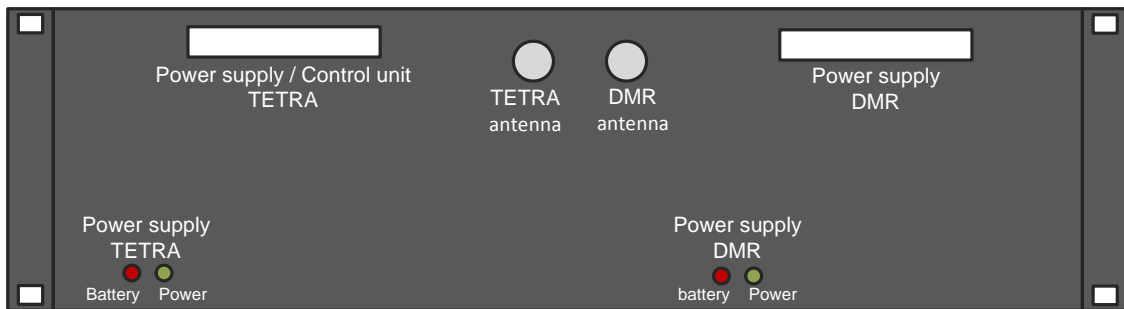 Power supply / Control unit
TETRA
TETRA
antenna
DMR
antenna
Power supply
DMR
Power supply
TETRA
Battery Power
Power supply
DMR
battery Power